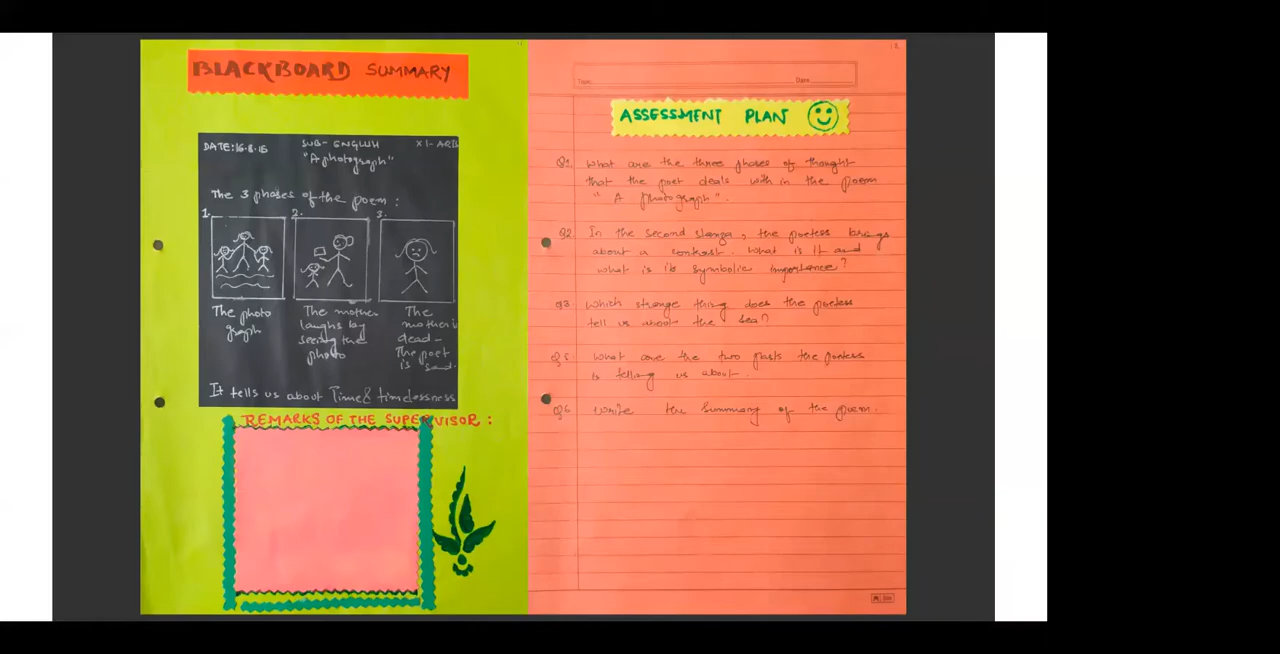 BLACKBOARD SUMMARY
DATE:16.8.16
SUB- ENGLISH
XI-ARB
"A photograph"
The 3 phases of the poem :
1.
2.
3.
The photo
graph
The mother
laughs by
seeing the
photo
The
mother is
dead-
The poet
is sad.
It tells us about Time & timelessness
REMARKS OF THE SUPERVISOR :
Date
ASSESSMENT PLAN
Q1. What are the three phases of thought
that the poet deals with in the poem
"A photograph".
Q2. In the second stanza, the poetess brings
about a contrast. What is it and
what is its symbolic importance?
Q3. Which strange thing does the poetess
tell us about the sea?
Q5. What are the two pasts the poetess
is telling us about.
Q6. Write the summary of the poem.